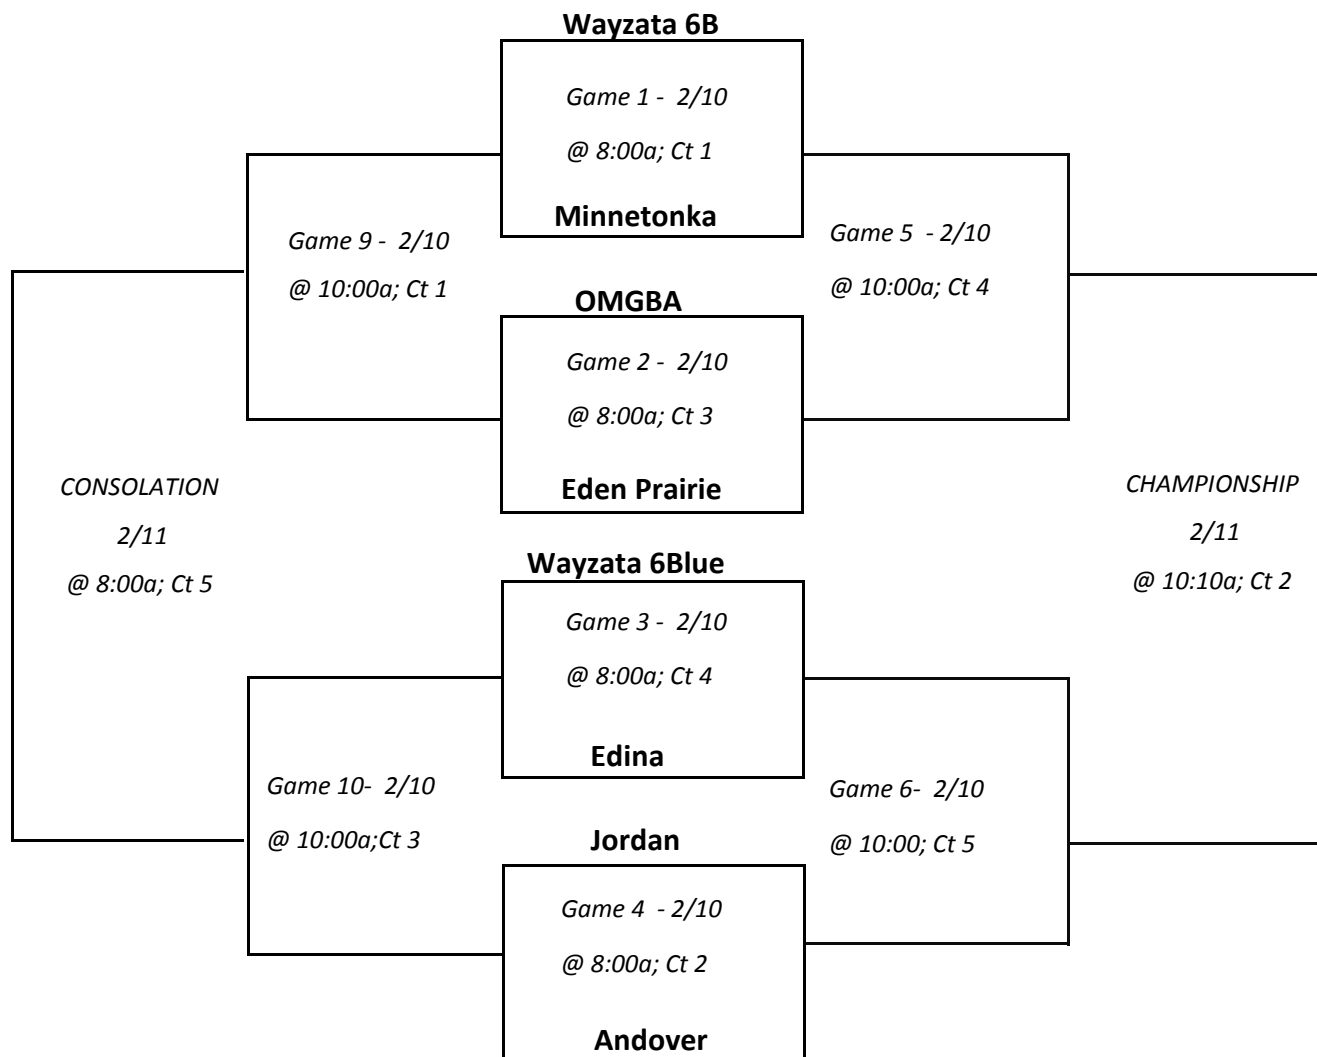 Wayzata 6B
Game 1 -  2/10
@ 8:00a; Ct 1
Minnetonka
Game 9 -  2/10
@ 10:00a; Ct 1
Game 5  - 2/10
@ 10:00a; Ct 4
OMGBA
Game 2 -  2/10
@ 8:00a; Ct 3
Eden Prairie
CONSOLATION
2/11
@ 8:00a; Ct 5
CHAMPIONSHIP
2/11
@ 10:10a; Ct 2
Wayzata 6Blue
Game 3 -  2/10
@ 8:00a; Ct 4
Edina
Game 10-  2/10
@ 10:00a;Ct 3
Game 6-  2/10
@ 10:00; Ct 5
Jordan
Game 4  - 2/10
@ 8:00a; Ct 2
Andover